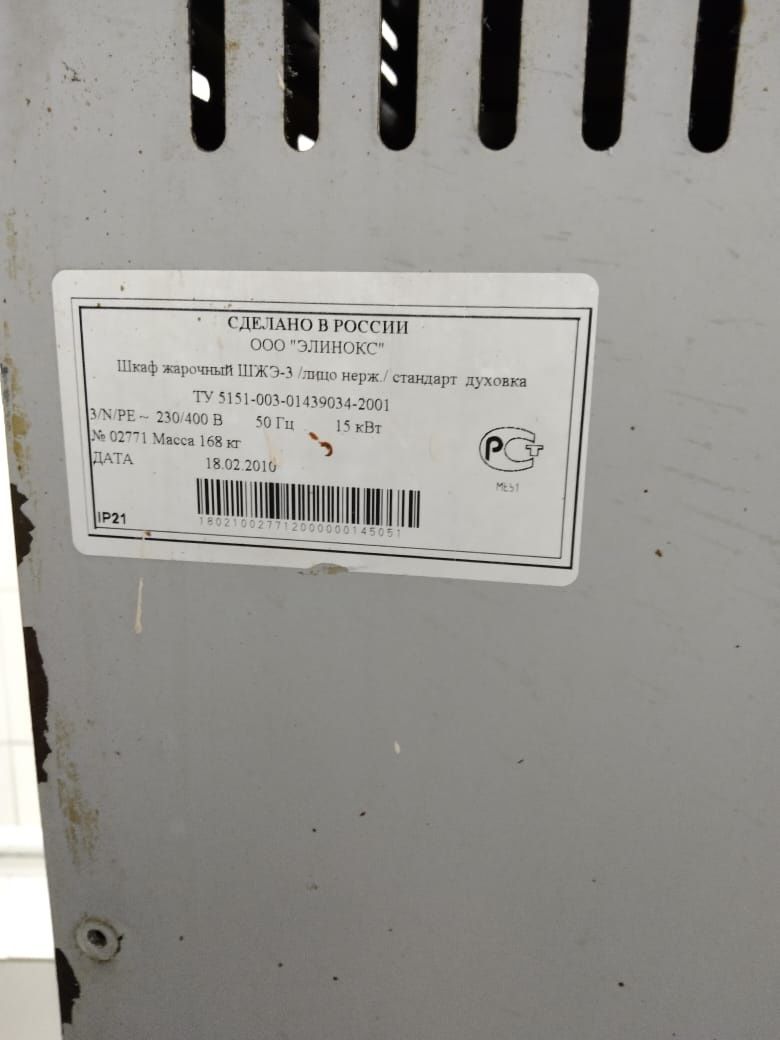 СДЕЛАНО В РОССИИ
ООО "ЭЛИНОКС"
Шкаф жарочный ШЖЭ-3 /лицо нерж./ стандарт духовка
ТУ 5151-003-01439034-2001
3/N/PE ~ 230/400 В 50 Гц 15 кВт
№ 02771 Масса 168 кг
ДАТА 18.02.2010
РСТ
МЕ51
IP21
180210027712000000145051